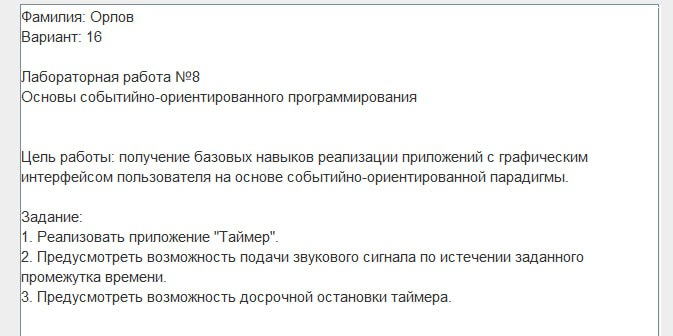 Фамилия: Орлов
Вариант: 16
Лабораторная работа №8
Основы событийно-ориентированного программирования
Цель работы: получение базовых навыков реализации приложений с графическим
интерфейсом пользователя на основе событийно-ориентированной парадигмы.
Задание:
1. Реализовать приложение "Таймер".
2. Предусмотреть возможность подачи звукового сигнала по истечении заданного
промежутка времени.
3. Предусмотреть возможность досрочной остановки таймера.